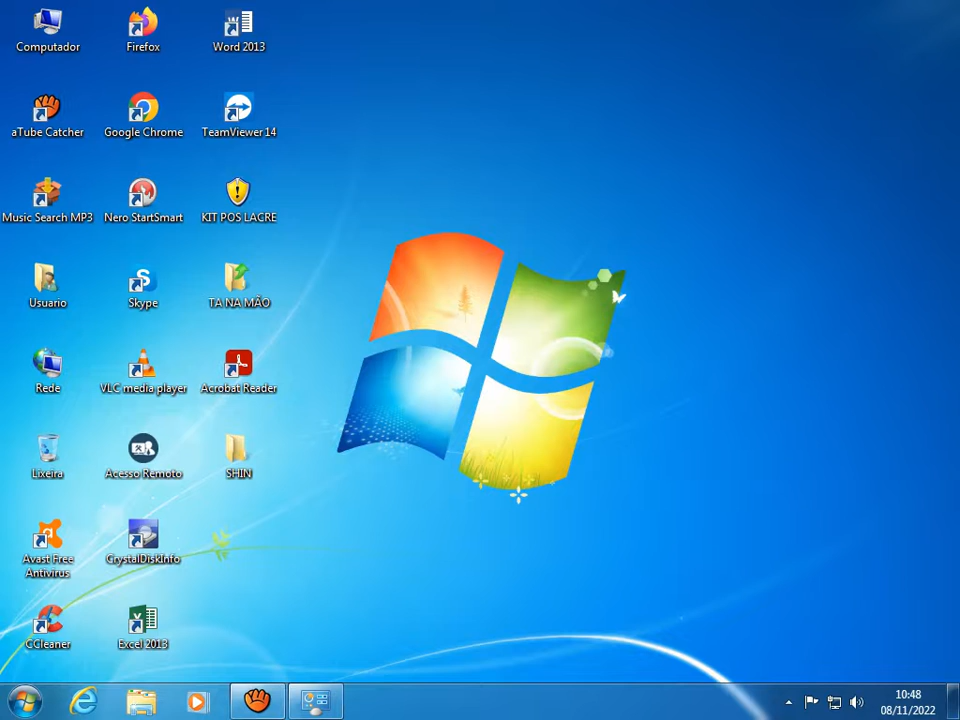 Computador
Firefox
Word 2013
aTube Catcher
Google Chrome
TeamViewer 14
Music Search MP3
Nero StartSmart
KIT POS LACRE
Usuario
Skype
TA NA MÃO
Rede
VLC media player
Acrobat Reader
Lixeira
Acesso Remoto
SHIN
Avast Free
Antivirus
CrystalDiskInfo
CCleaner
Excel 2013
10:48
08/11/2022